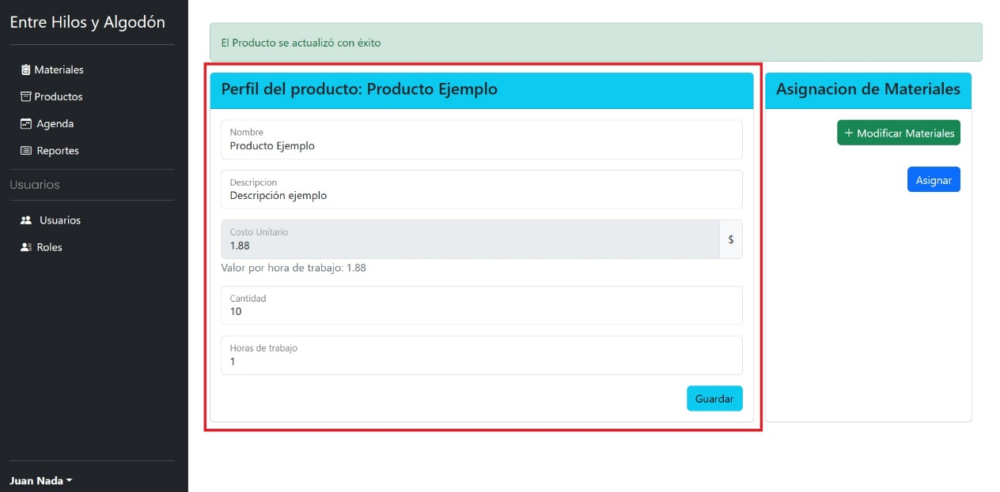 Entre Hilos y Algodón
Materiales
Productos
Agenda
Reportes
Usuarios
Usuarios
Roles
Juan Nada
El Producto se actualizó con éxito
Perfil del producto: Producto Ejemplo
Nombre
Producto Ejemplo
Descripcion
Descripción ejemplo
Costo Unitario
1.88
$
Valor por hora de trabajo: 1.88
Cantidad
10
Horas de trabajo
1
Guardar
Asignacion de Materiales
+ Modificar Materiales
Asignar